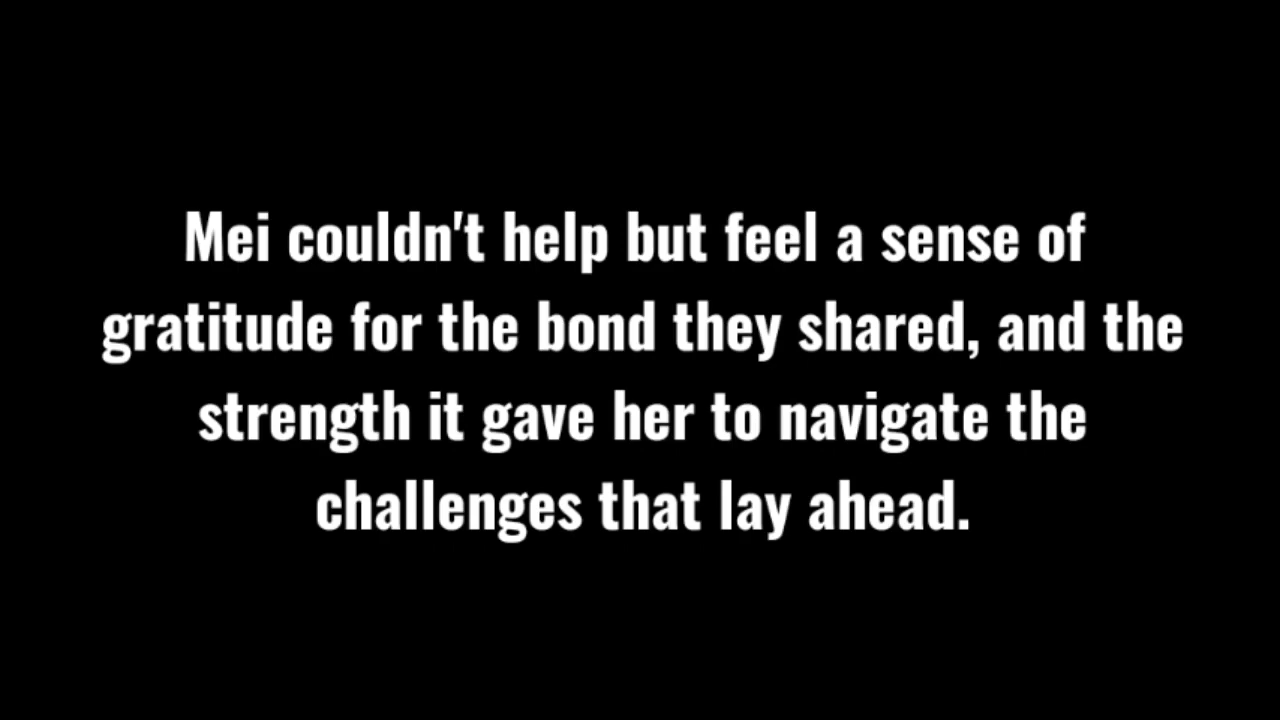 Mei couldn't help but feel a sense of
gratitude for the bond they shared, and the
strength it gave her to navigate the
challenges that lay ahead.